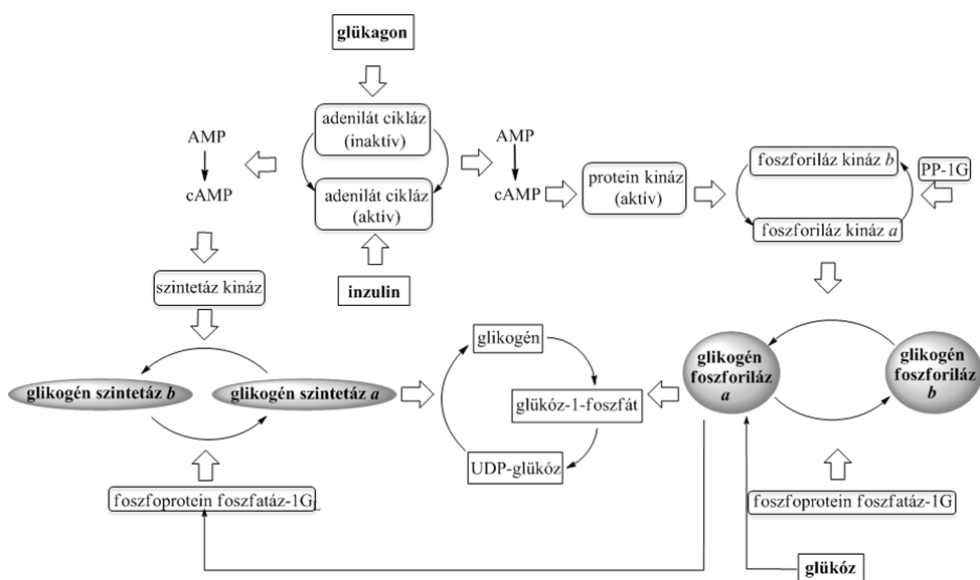 glükagon
adenilát cikláz
(inaktív)
AMP
cAMP
adenilát cikláz
(aktív)
AMP
cAMP
protein kináz
(aktív)
foszforiláz kináz b
PP-1G
foszforiláz kináz a
inzulin
szintetáz kináz
glikogén szintetáz b
glikogén szintetáz a
glikogén
glükóz-1-foszfát
UDP-glükóz
glikogén
foszforiláz
a
glikogén
foszforiláz
b
foszfoprotein foszfatáz-1G
foszfoprotein foszfatáz-1G
glükóz